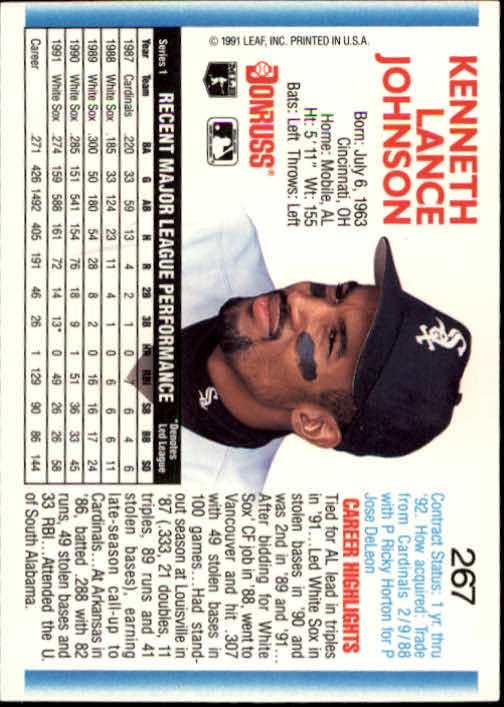 267
KENNETH
LANCE
JOHNSON
Born: July 6, 1963
Cincinnati, OH
Home: Mobile, AL
Ht: 5' 11" Wt: 155
Bats: Left Throws: Left
DONRUSS®
© 1991 LEAF, INC. PRINTED IN U.S.A.
Sox
Sox
Contract Status: 1 yr. thru
'92. How acquired: Trade
from Cardinals 2/9/88
with P Ricky Horton for P
Jose DeLeon
CAREER HIGHLIGHTS
Tied for AL lead in triples
in '91...Led White Sox in
stolen bases in '90 and
was 2nd in '89 and '91...
After bidding for White
Sox CF job in '88, went to
Vancouver and hit .307
with 49 stolen bases in
100 games...Had stand-
out season at Louisville in
'87 (.333, 21 doubles, 11
triples, 89 runs and 41
stolen bases), earning
late-season call-up to
Cardinals...At Arkansas in
'86, batted .288 with 82
runs, 49 stolen bases and
33 RBI...Attended the U.
of South Alabama.
Series 1 RECENT MAJOR LEAGUE PERFORMANCE *Denotes
Led League
Year Team BA G AB H R 2B 3B HR RBI SB BB SO
1987 Cardinals .220 33 59 13 4 2 1 0 7 6 4 6
1988 White Sox .185 33 124 23 11 4 1 0 6 6 6 11
1989 White Sox .300 50 180 54 28 8 2 0 16 16 17 24
1990 White Sox .285 151 541 154 76 18 9 1 51 36 33 45
1991 White Sox .274 159 588 161 72 14 13* 0 49 26 26 58
Career .271 426 1492 405 191 46 26 1 129 90 86 144